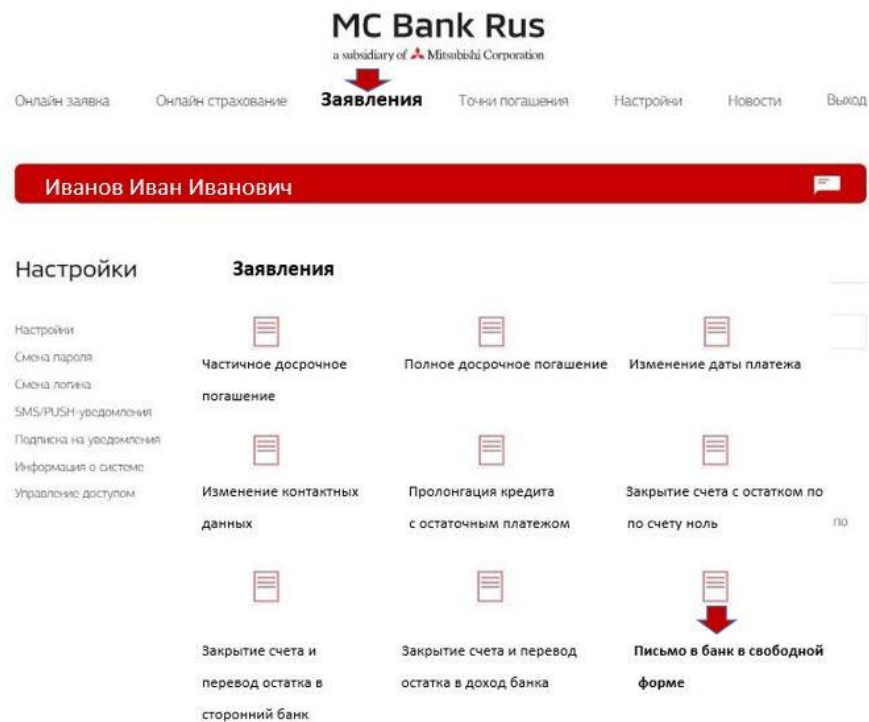 MC Bank Rus
a subsidiary of Mitsubishi Corporation
Онлайн заявка Онлайн страхование Заявления Точки погашения Настройки Новости Выход
Иванов Иван Иванович
Настройки Заявления
Настройки
Смена пароля
Смена логина
SMS/PUSH-уведомления
Подписка на уведомления
Информация о системе
Управление доступом
Частичное досрочное
погашение
Полное досрочное погашение
Изменение даты платежа
Изменение контактных
данных
Пролонгация кредита
с остаточным платежом
Закрытие счета с остатком по
по счету ноль
по
Закрытие счета и
перевод остатка в
сторонний банк
Закрытие счета и перевод
остатка в доход банка
Письмо в банк в свободной
форме